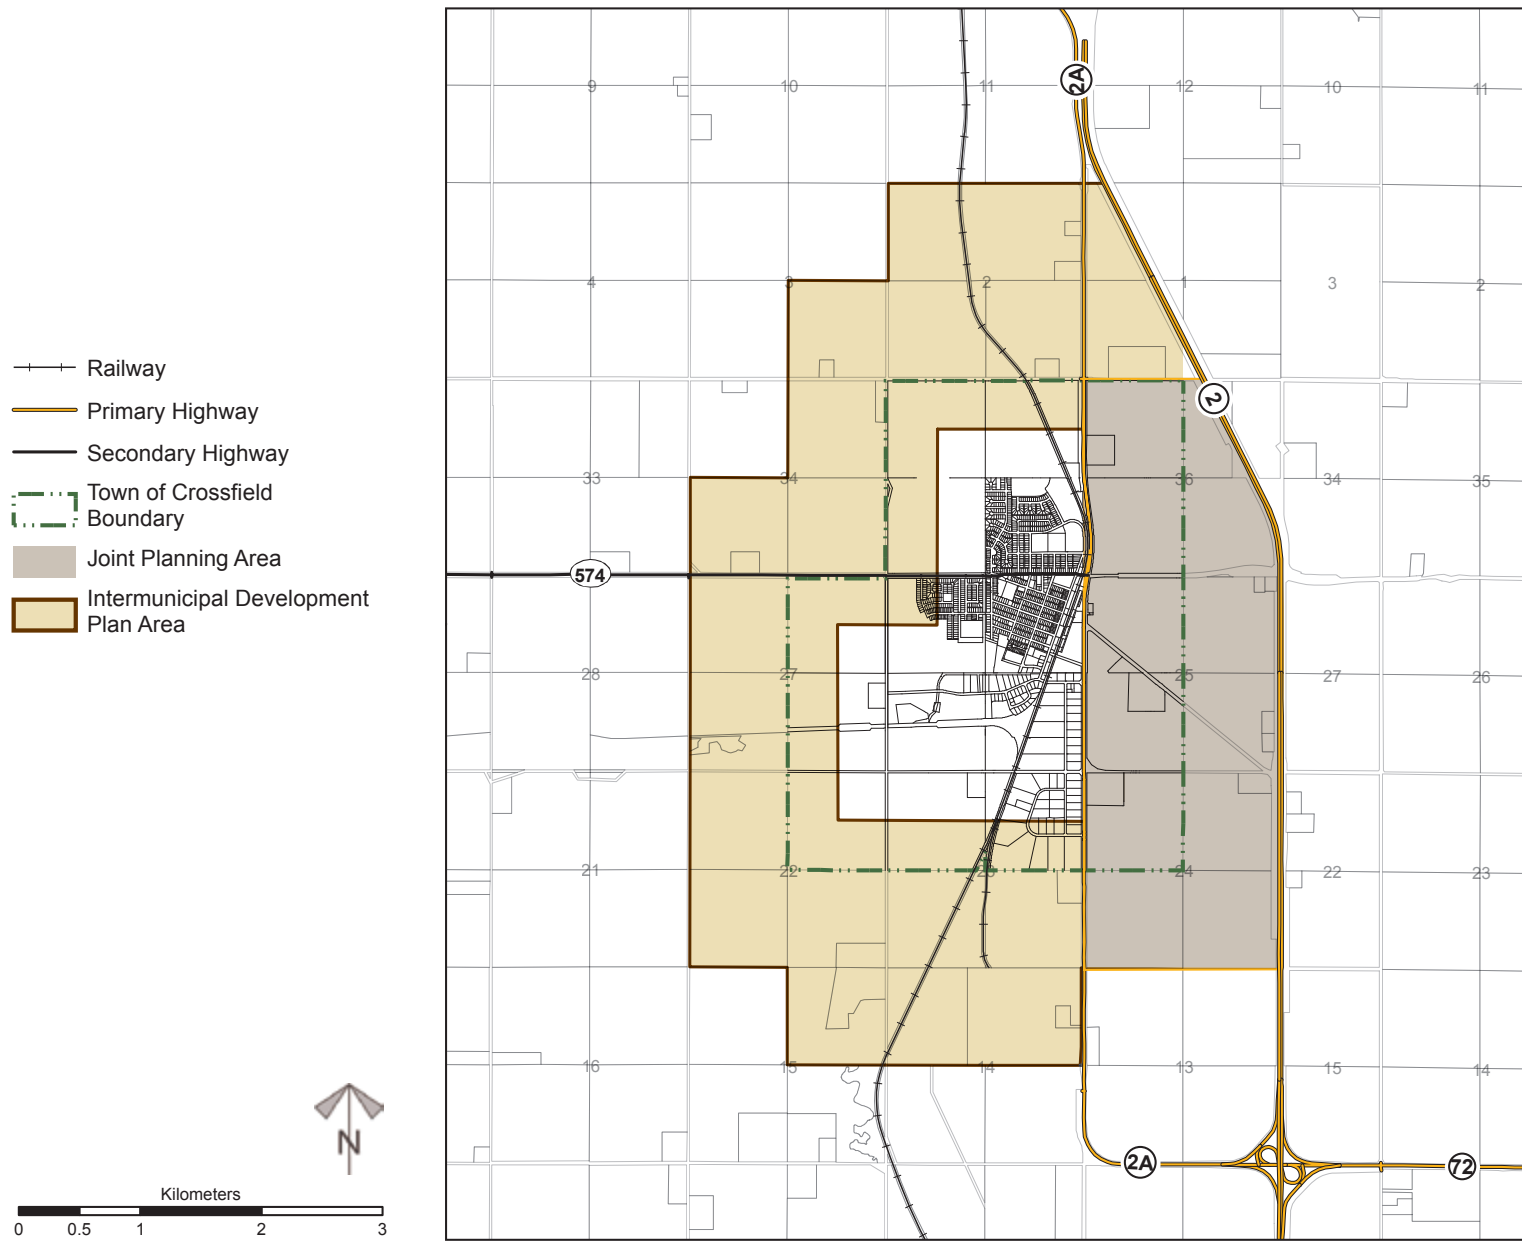 Railway
Primary Highway
Secondary Highway
Town of Crossfield
Boundary
Joint Planning Area
Intermunicipal Development
Plan Area
N
Kilometers
0 0.5 1 2 3
2A
9 10 11 12 10 11
4 3 2 1 3 2
2
33 34 36 34 35
574
28 27 25 27 26
21 22 23 24 22 23
16 15 14 13 15 14
2A 72